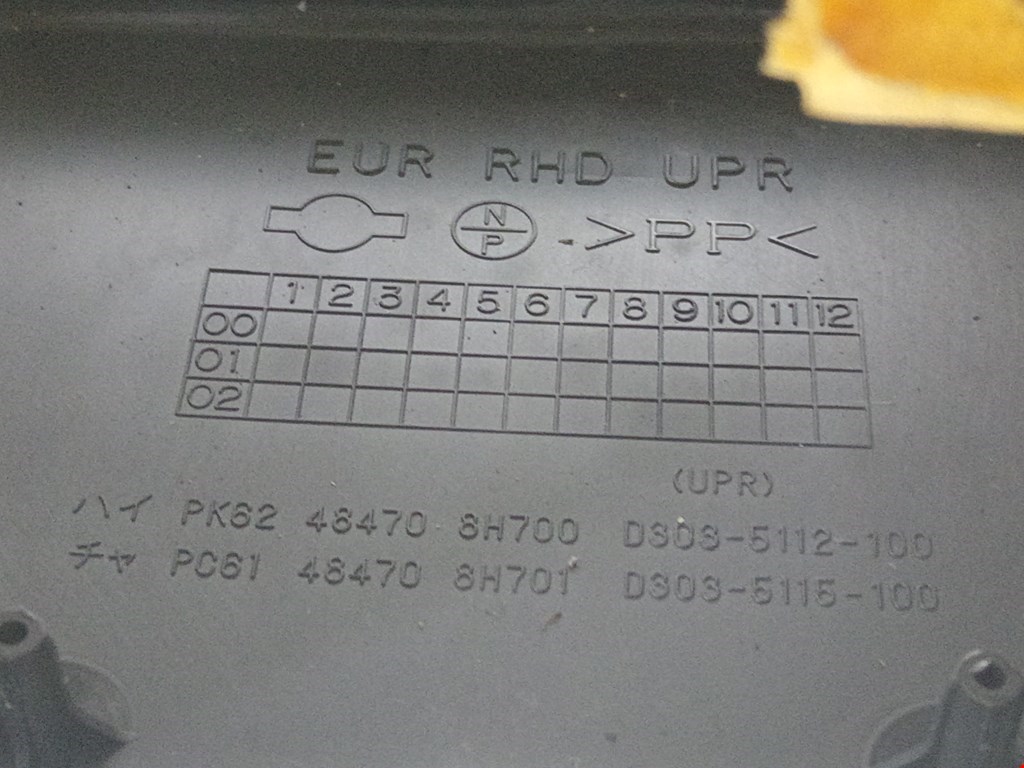 EUR RHD UPR
N P >PP<
1 2 3 4 5 6 7 8 9 10 11 12
00
01
02
(UPR)
ハイ PK62 48470 8H700 D303-5112-100
チャ PC61 48470 8H701 D303-5115-100